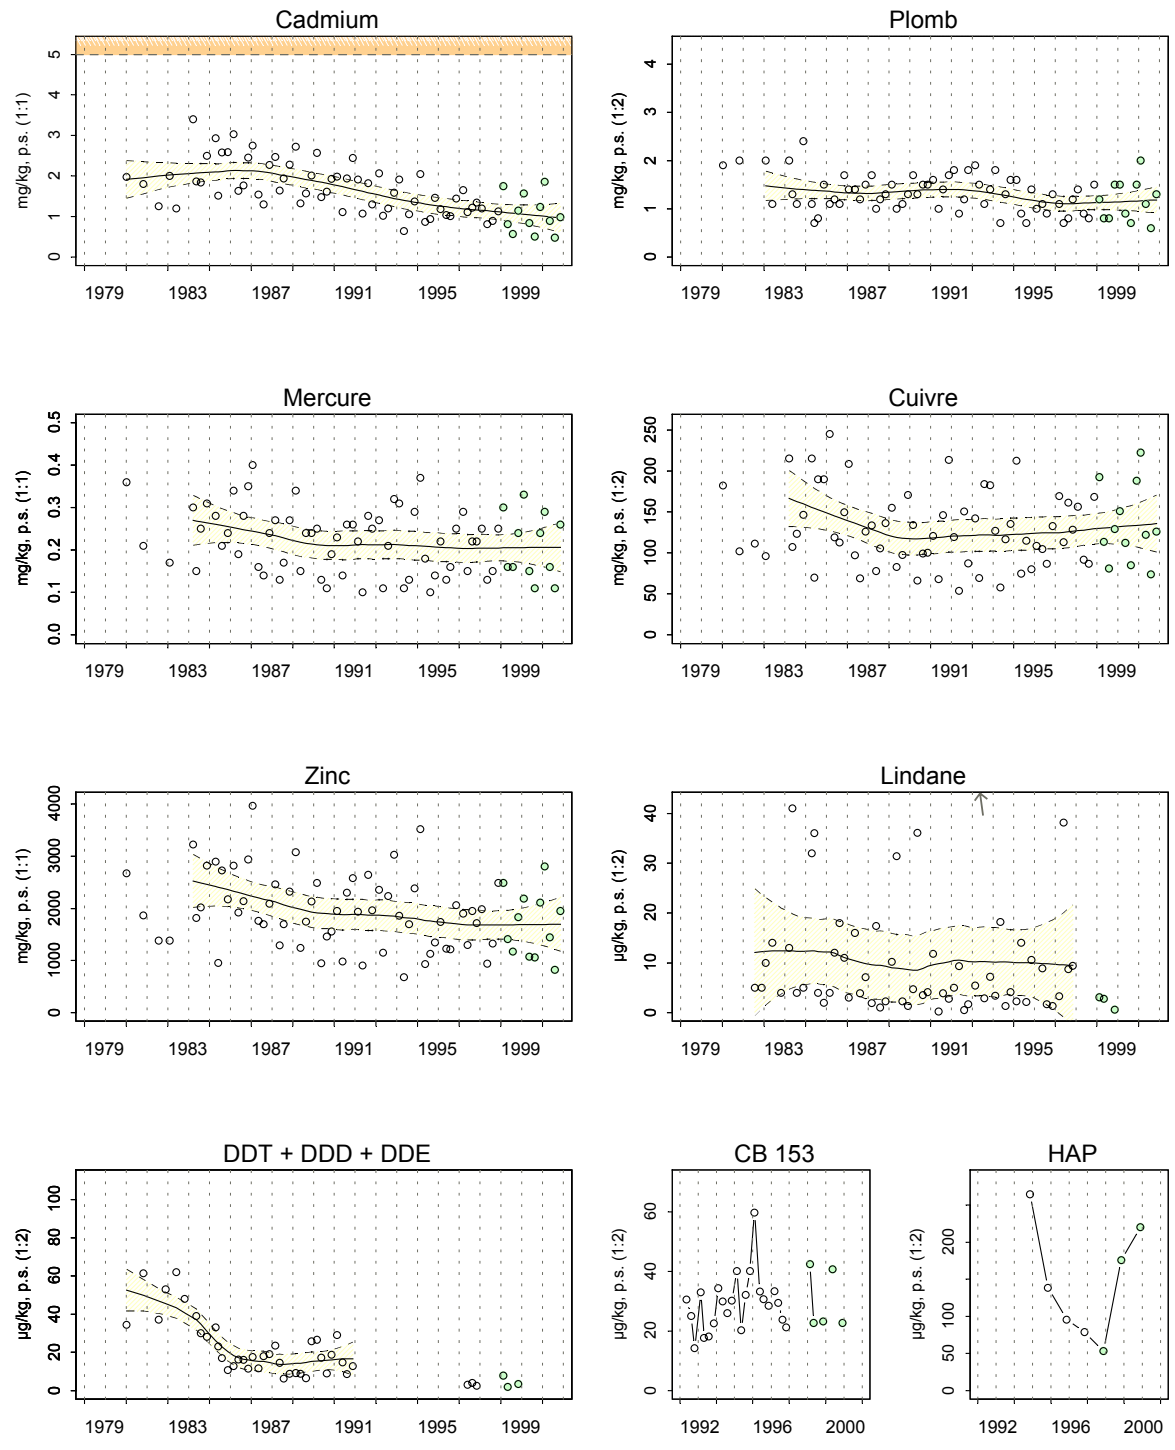 Cadmium
mg/kg, p.s. (1:1)
0 1 2 3 4 5
1979 1983 1987 1991 1995 1999
Plomb
mg/kg, p.s. (1:2)
0 1 2 3 4
1979 1983 1987 1991 1995 1999
Mercure
mg/kg, p.s. (1:1)
0.0 0.1 0.2 0.3 0.4 0.5
1979 1983 1987 1991 1995 1999
Cuivre
mg/kg, p.s. (1:2)
0 50 100 150 200 250
1979 1983 1987 1991 1995 1999
Zinc
mg/kg, p.s. (1:1)
0 1000 2000 3000 4000
1979 1983 1987 1991 1995 1999
Lindane
µg/kg, p.s. (1:2)
0 10 20 30 40
1979 1983 1987 1991 1995 1999
DDT + DDD + DDE
µg/kg, p.s. (1:2)
0 20 40 60 80 100
1979 1983 1987 1991 1995 1999
CB 153
µg/kg, p.s. (1:2)
0 20 40 60
1992 1996 2000
HAP
µg/kg, p.s. (1:2)
0 50 100 200
1992 1996 2000